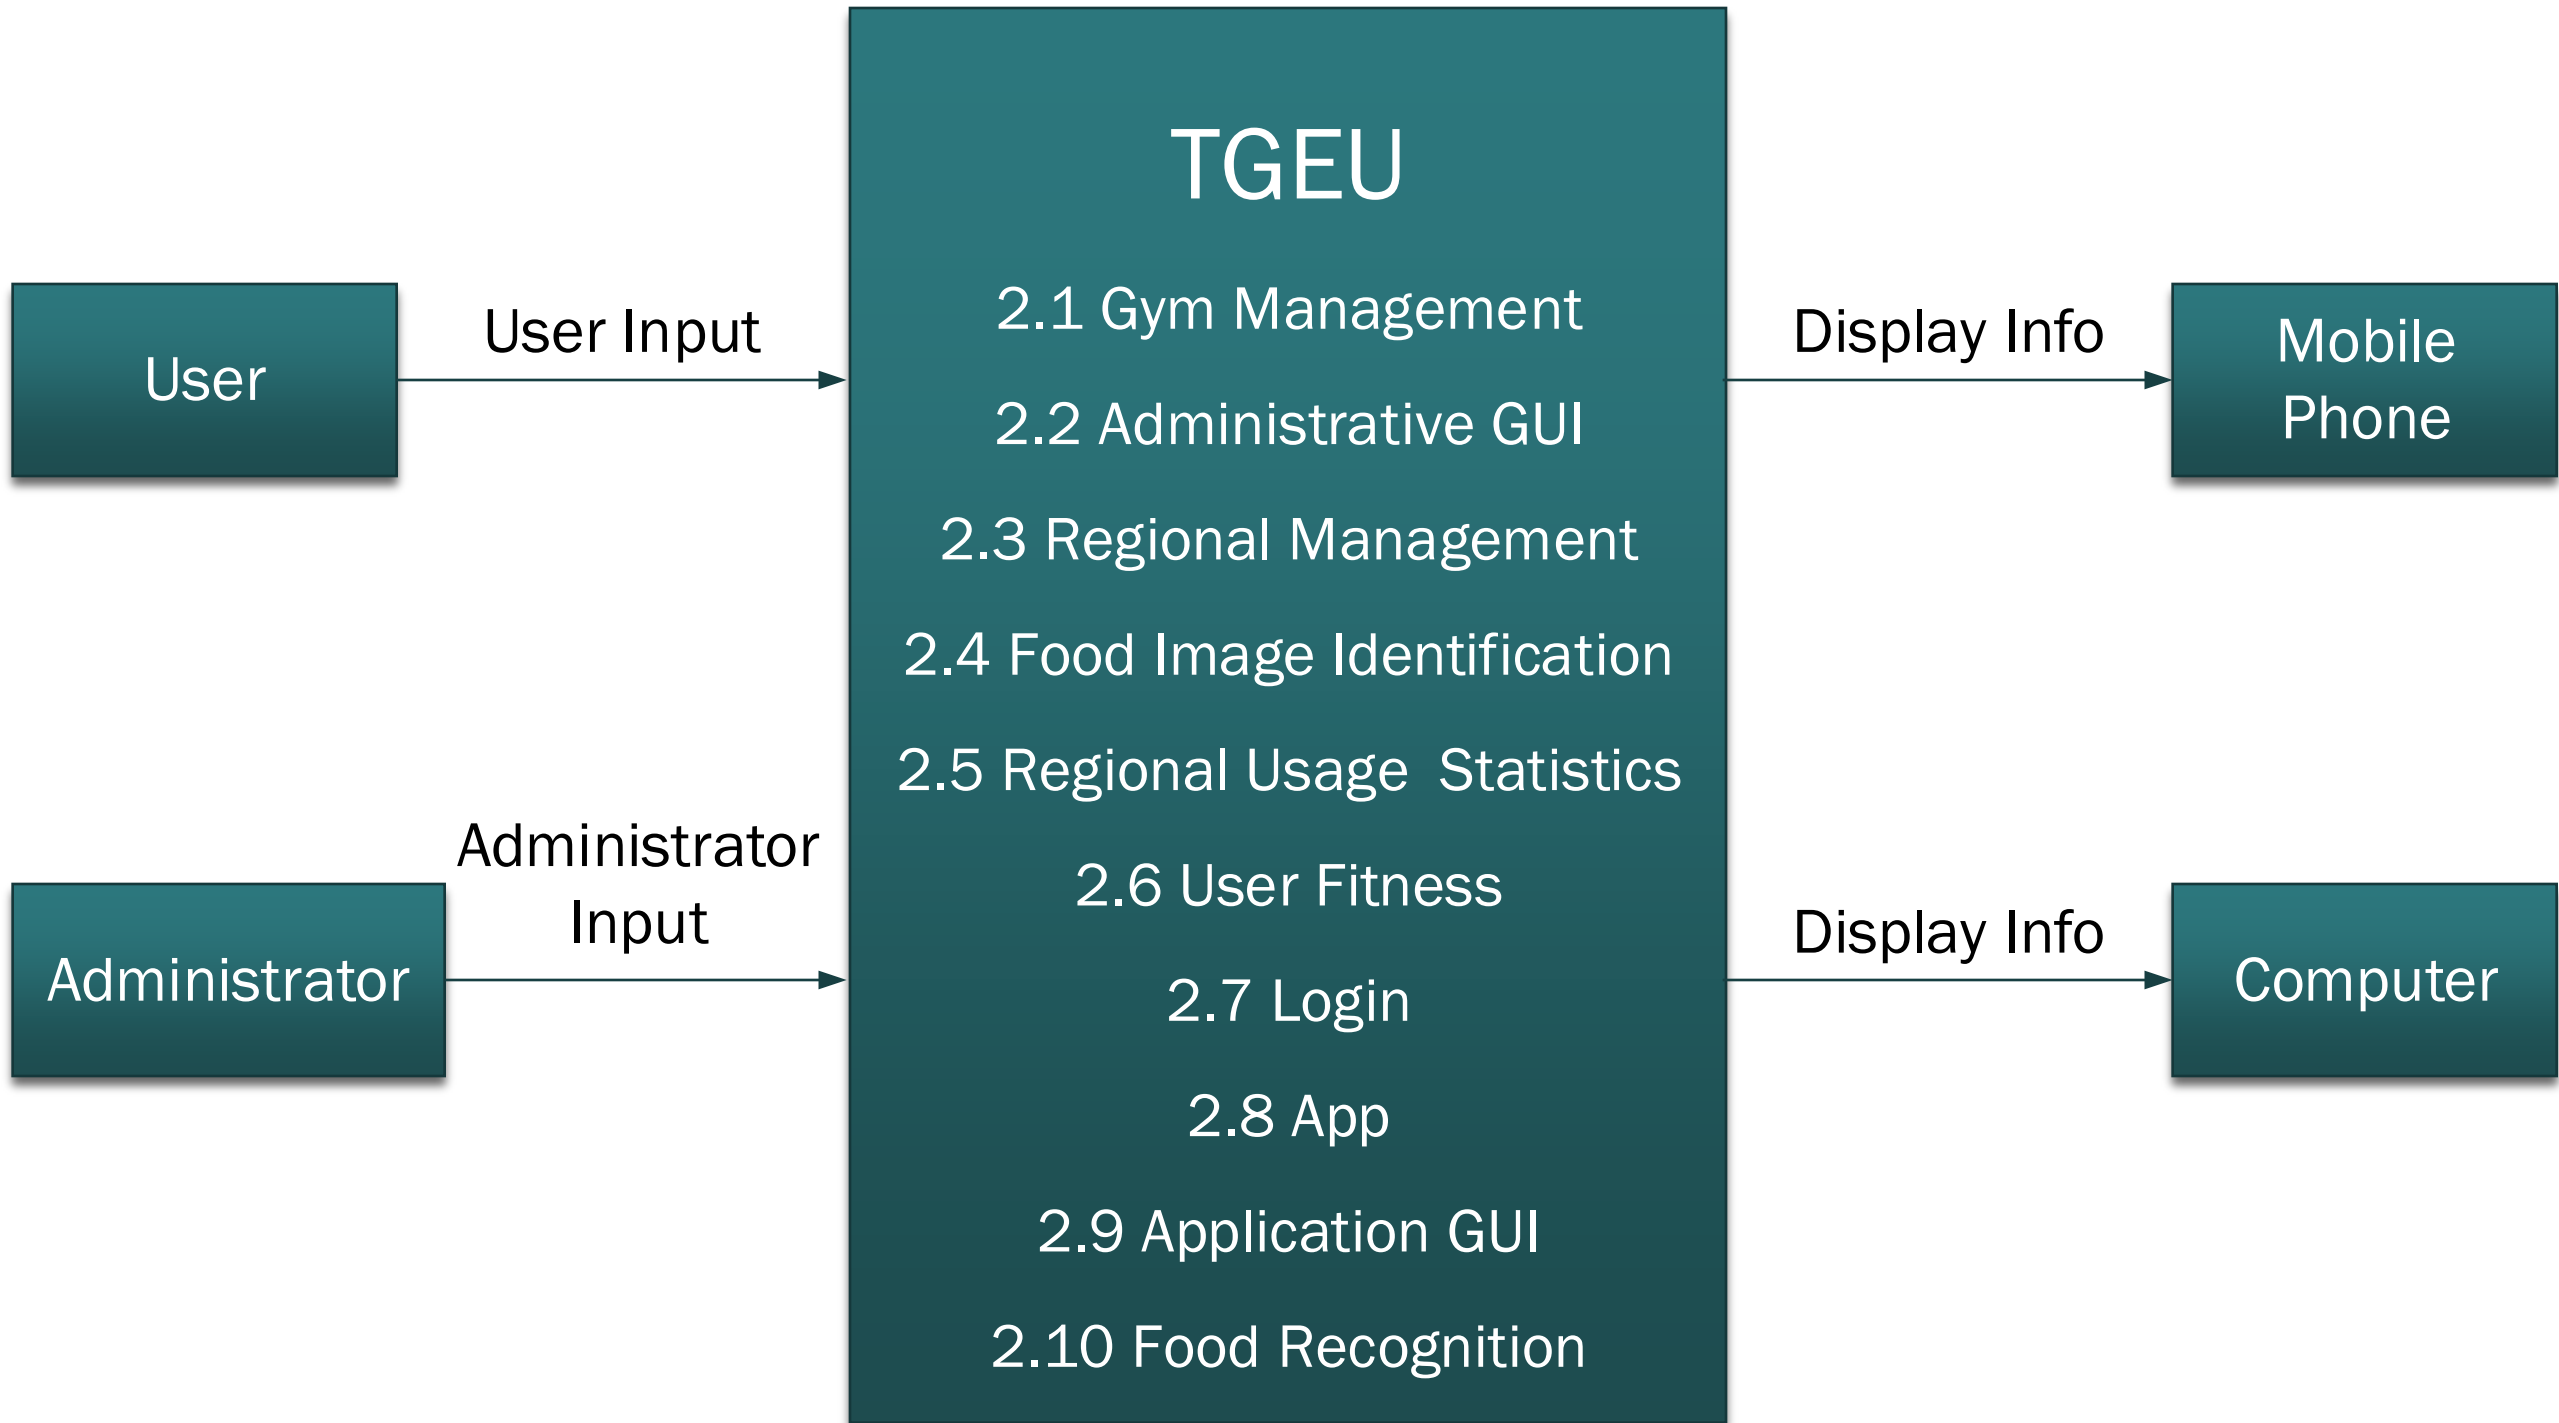 TGEU
2.1 Gym Management
2.2 Administrative GUI
2.3 Regional Management
2.4 Food Image Identification
2.5 Regional Usage  Statistics
2.6 User Fitness
2.7 Login
2.8 App
2.9 Application GUI
2.10 Food Recognition
User
User Input
Administrator
Administrator
Input
Display Info
Mobile
Phone
Display Info
Computer